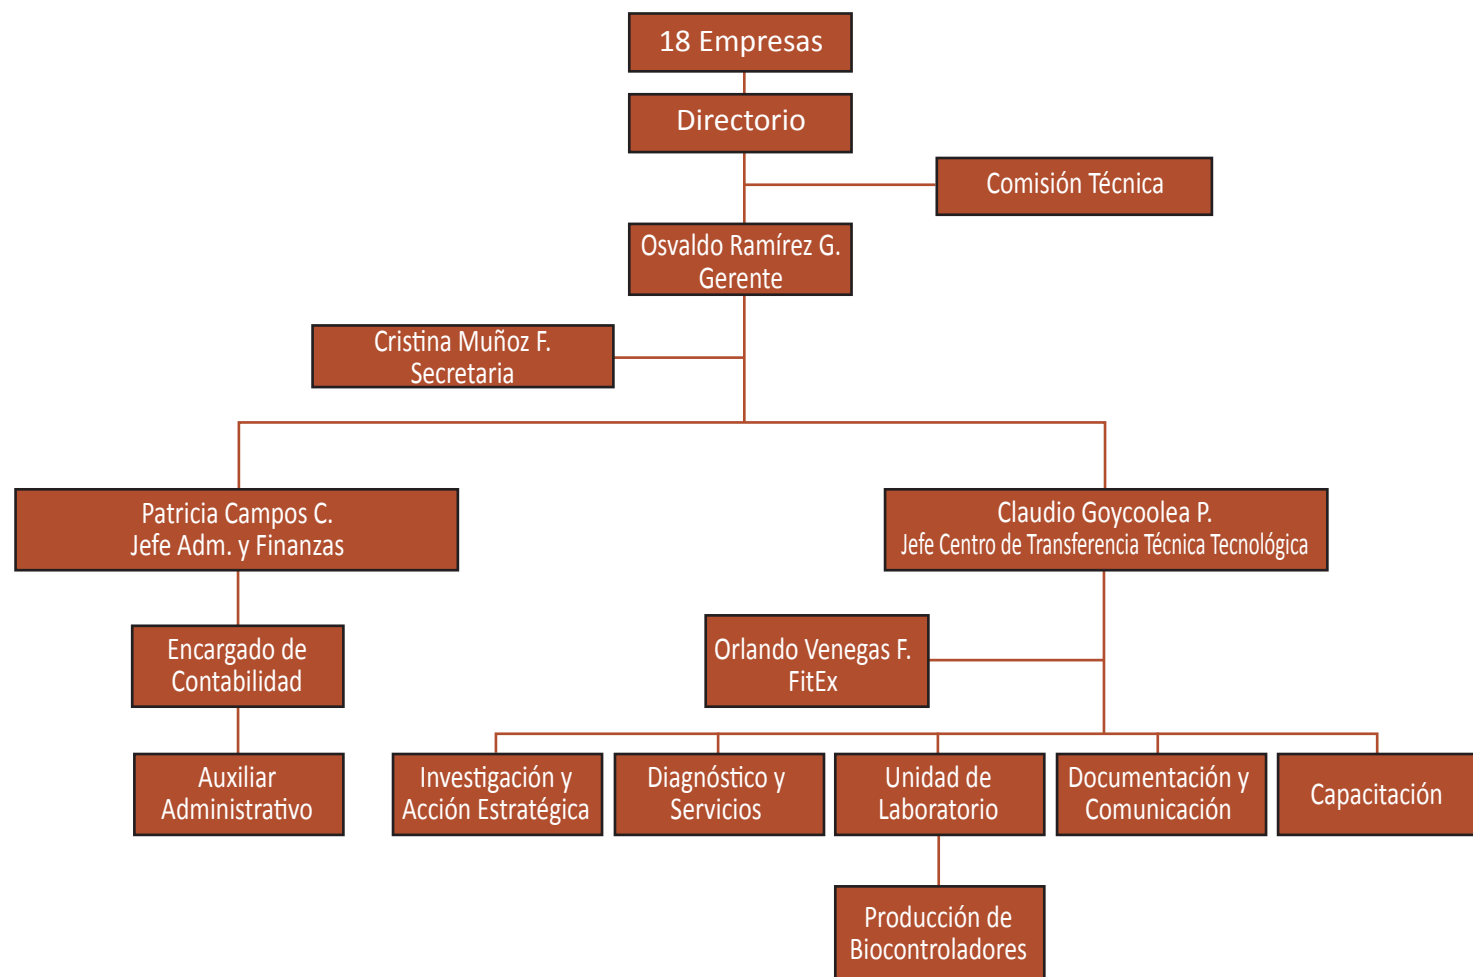 18 Empresas
Directorio
Comisión Técnica
Osvaldo Ramírez G.
Gerente
Cristina Muñoz F.
Secretaria
Patricia Campos C.
Jefe Adm. y Finanzas
Claudio Goycoolea P.
Jefe Centro de Transferencia Técnica Tecnológica
Encargado de
Contabilidad
Orlando Venegas F.
FitEx
Auxiliar
Administrativo
Investigación y
Acción Estratégica
Diagnóstico y
Servicios
Unidad de
Laboratorio
Documentación y
Comunicación
Capacitación
Producción de
Biocontroladores